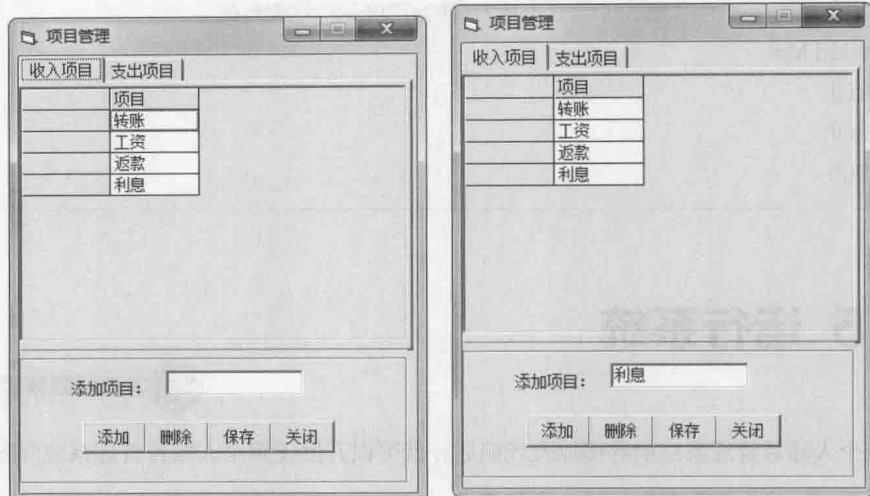 项目管理
收入项目 支出项目
项目
转账
工资
返款
利息
添加项目：
添加 删除 保存 关闭
项目管理
收入项目 支出项目
项目
转账
工资
返款
利息
添加项目： 利息
添加 删除 保存 关闭